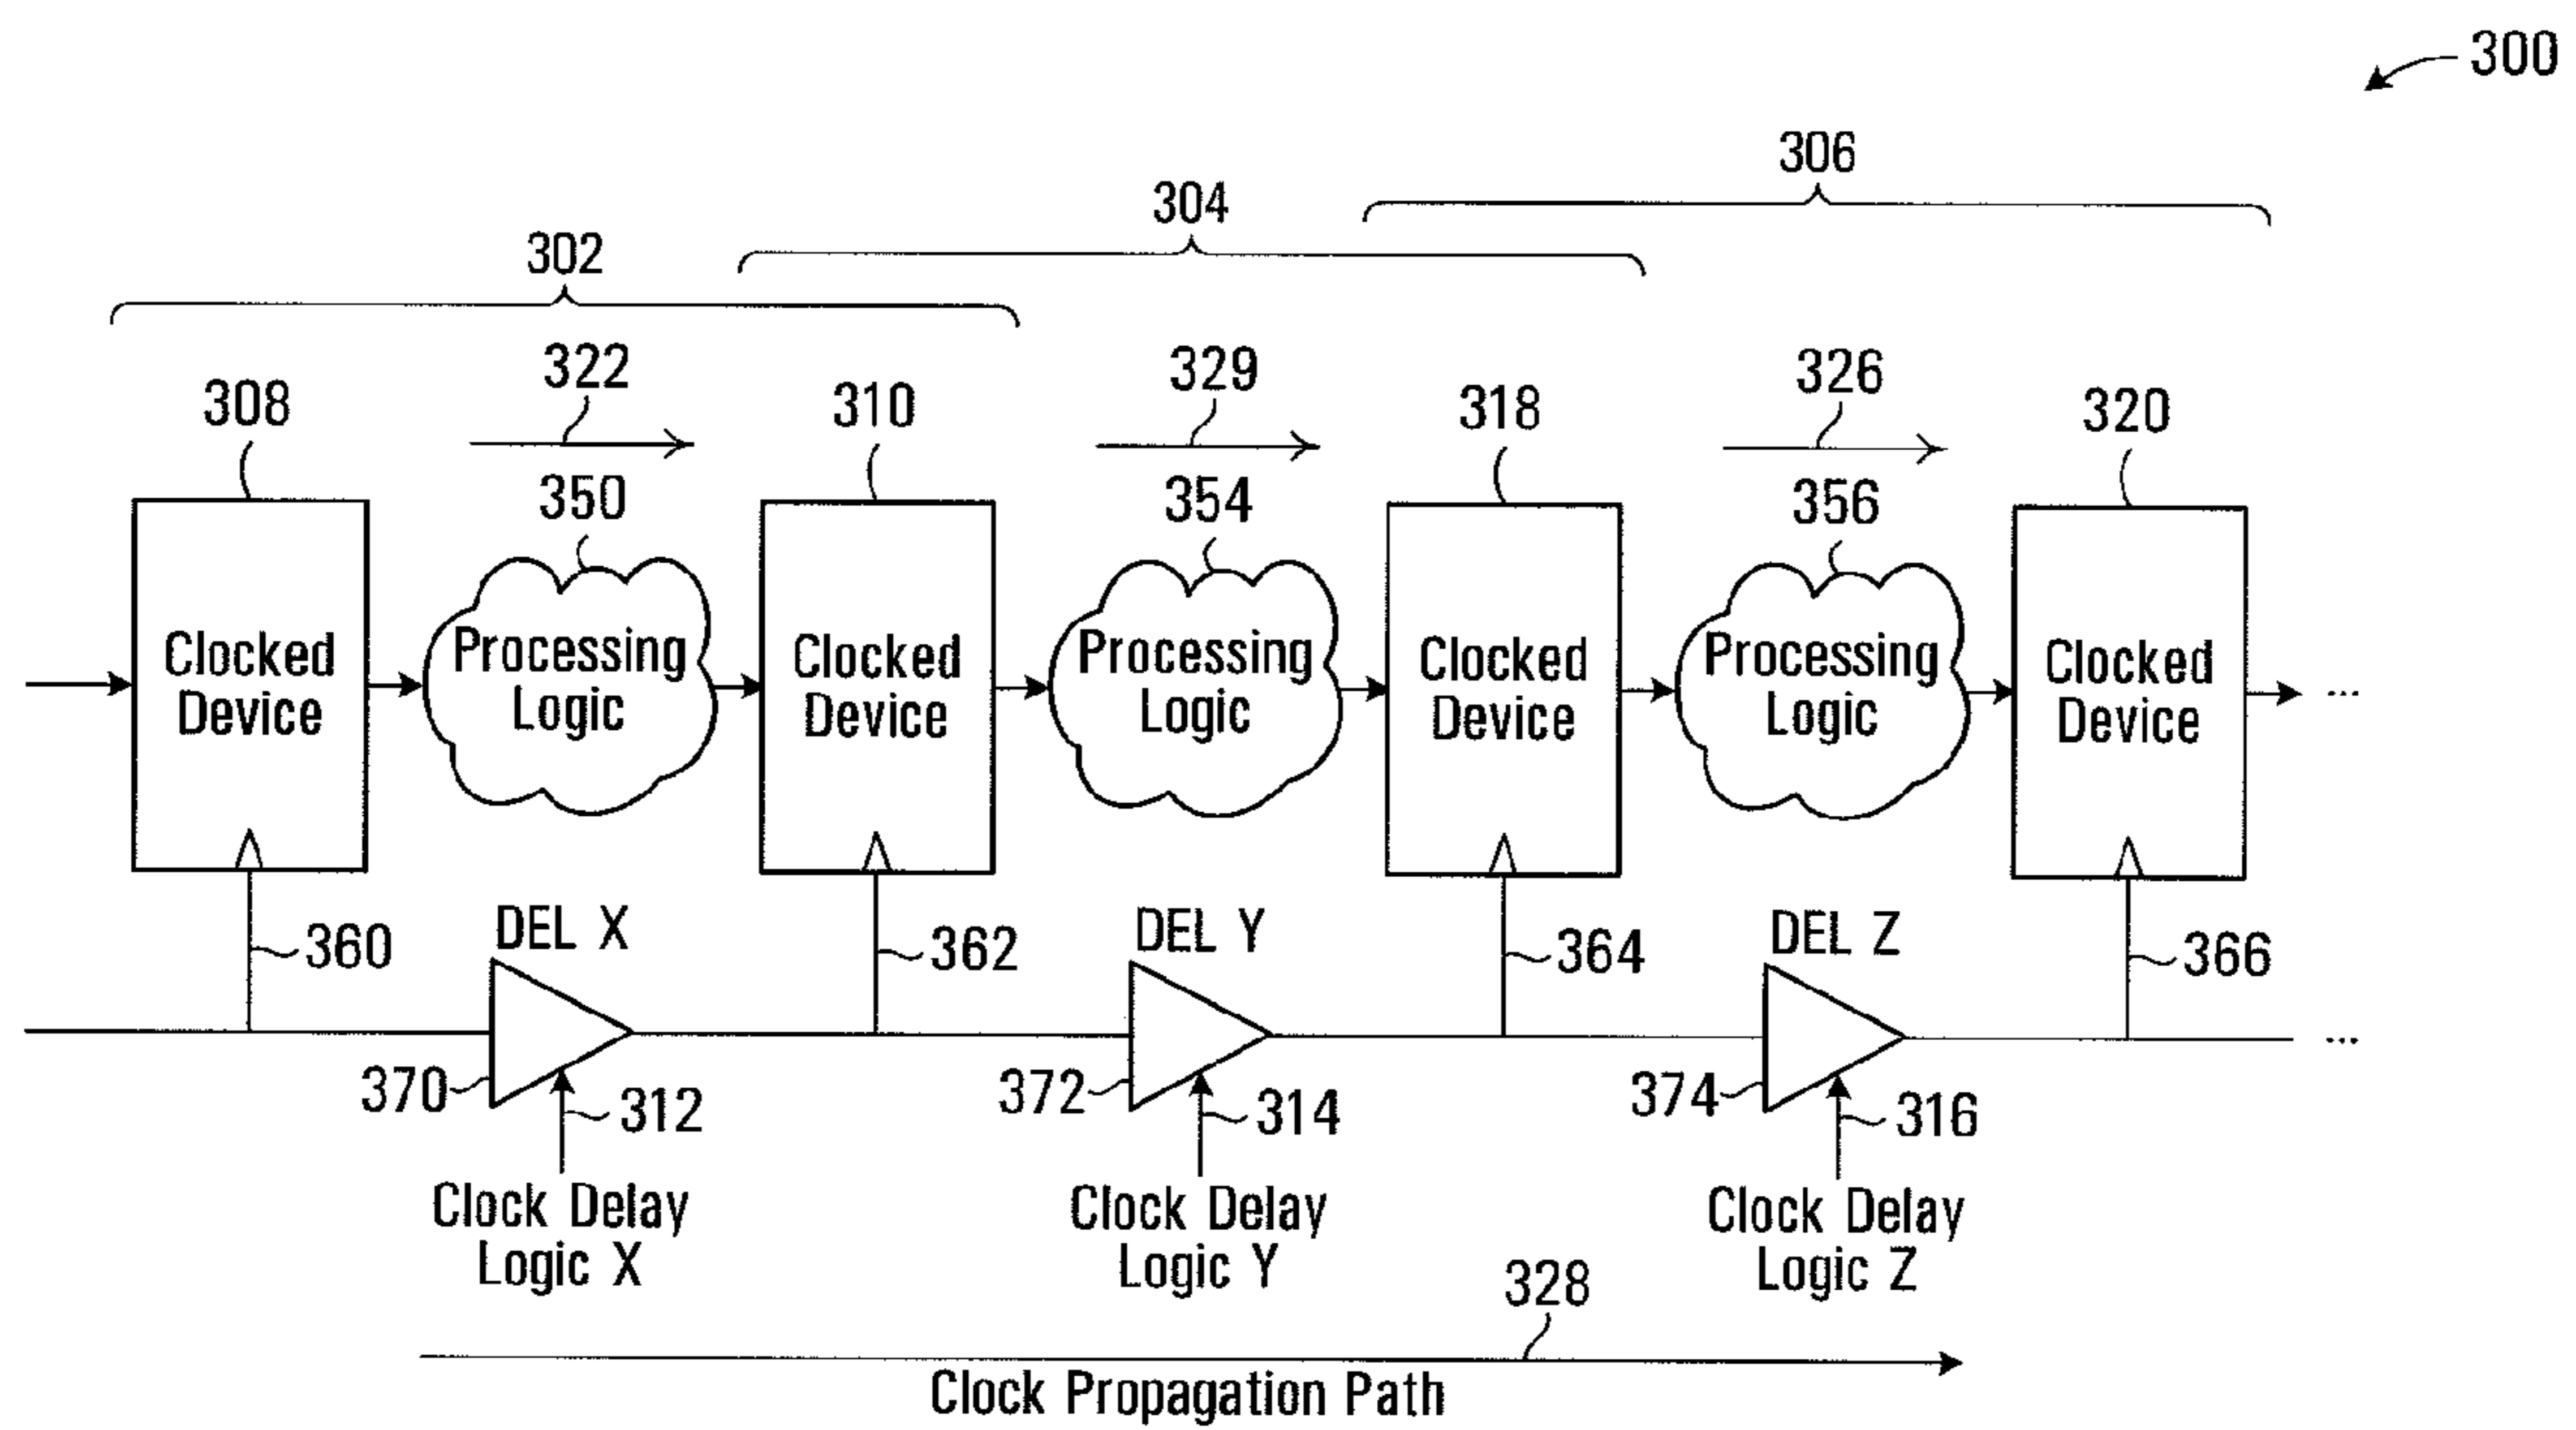 300
306
304
302
322
329
326
308
310
318
320
350
354
356
Clocked
Device
Processing
Logic
Clocked
Device
Processing
Logic
Clocked
Device
Processing
Logic
Clocked
Device
...
DEL X
DEL Y
DEL Z
360
362
364
366
...
370
312
372
314
374
316
Clock Delay
Logic X
Clock Delay
Logic Y
Clock Delay
Logic Z
328
Clock Propagation Path